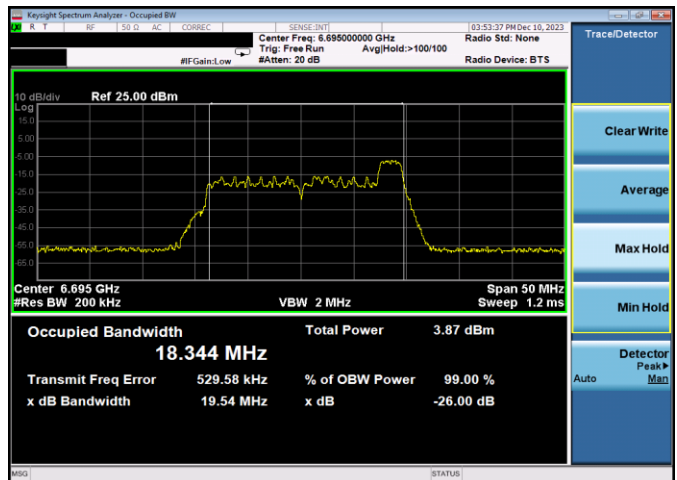 Keysight Spectrum Analyzer - Occupied BW
R T RF 50 Ω AC CORREC SENSE:INT 03:53:37 PM Dec 10, 2023
Center Freq: 6.695000000 GHz Radio Std: None
Trig: Free Run Avg|Hold:>100/100
#IFGain:Low #Atten: 20 dB Radio Device: BTS
Trace/Detector
10 dB/div Ref 25.00 dBm
Log
15.0
5.00
-5.00
-15.0
-25.0
-35.0
-45.0
-55.0
-65.0
Center 6.695 GHz Span 50 MHz
#Res BW 200 kHz VBW 2 MHz Sweep 1.2 ms
Occupied Bandwidth Total Power 3.87 dBm
18.344 MHz
Transmit Freq Error 529.58 kHz % of OBW Power 99.00 %
x dB Bandwidth 19.54 MHz x dB -26.00 dB
Clear Write
Average
Max Hold
Min Hold
Detector
Peak▶
Auto Man
MSG STATUS